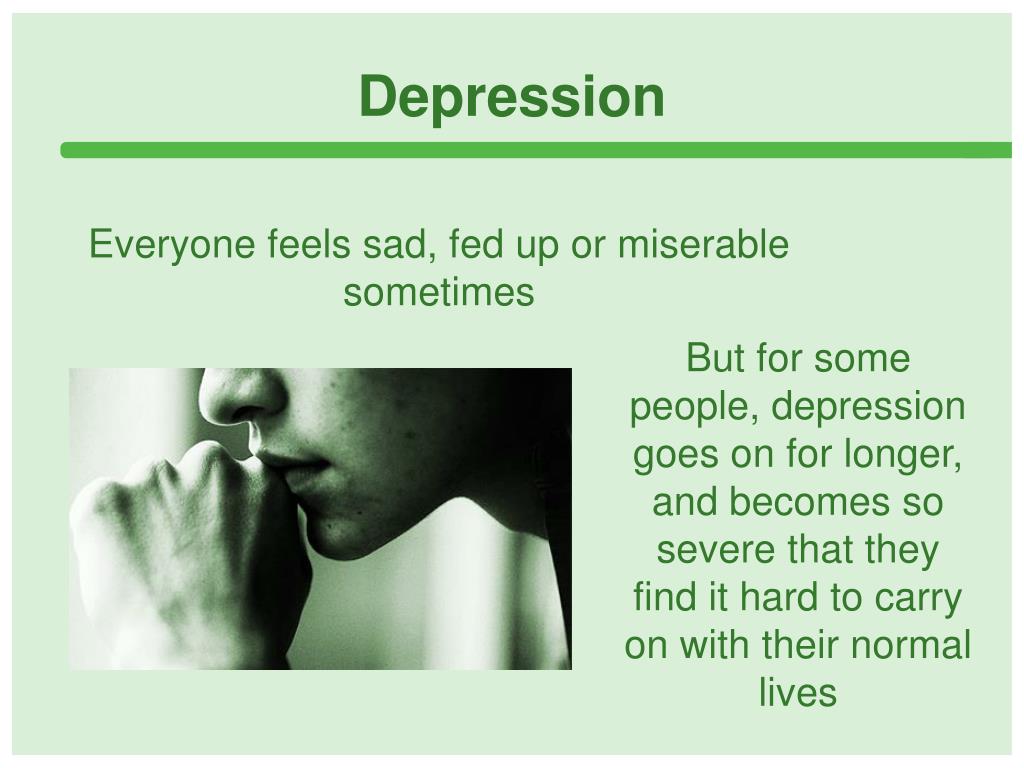 Depression
Everyone feels sad, fed up or miserable
sometimes
But for some
people, depression
goes on for longer,
and becomes so
severe that they
find it hard to carry
on with their normal
lives